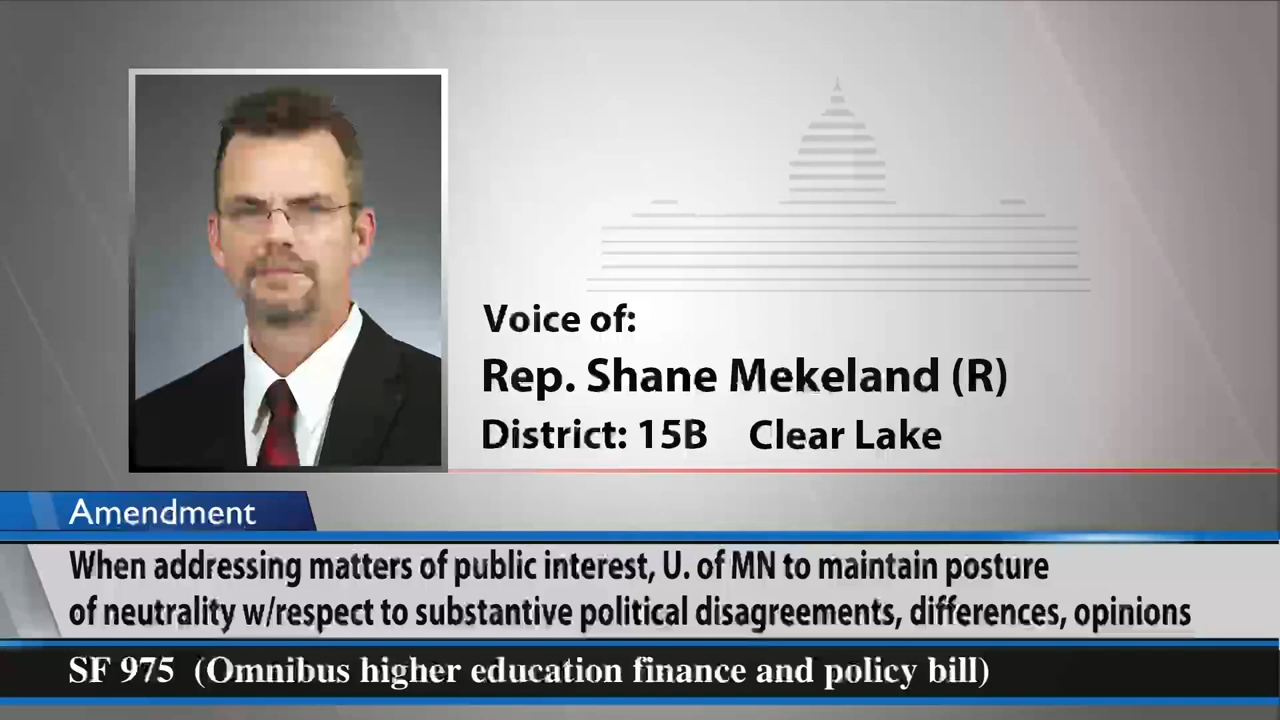 Voice of:
Rep. Shane Mekeland (R)
District: 15B Clear Lake
Amendment
When addressing matters of public interest, U. of MN to maintain posture
of neutrality w/respect to substantive political disagreements, differences, opinions
SF 975 (Omnibus higher education finance and policy bill)